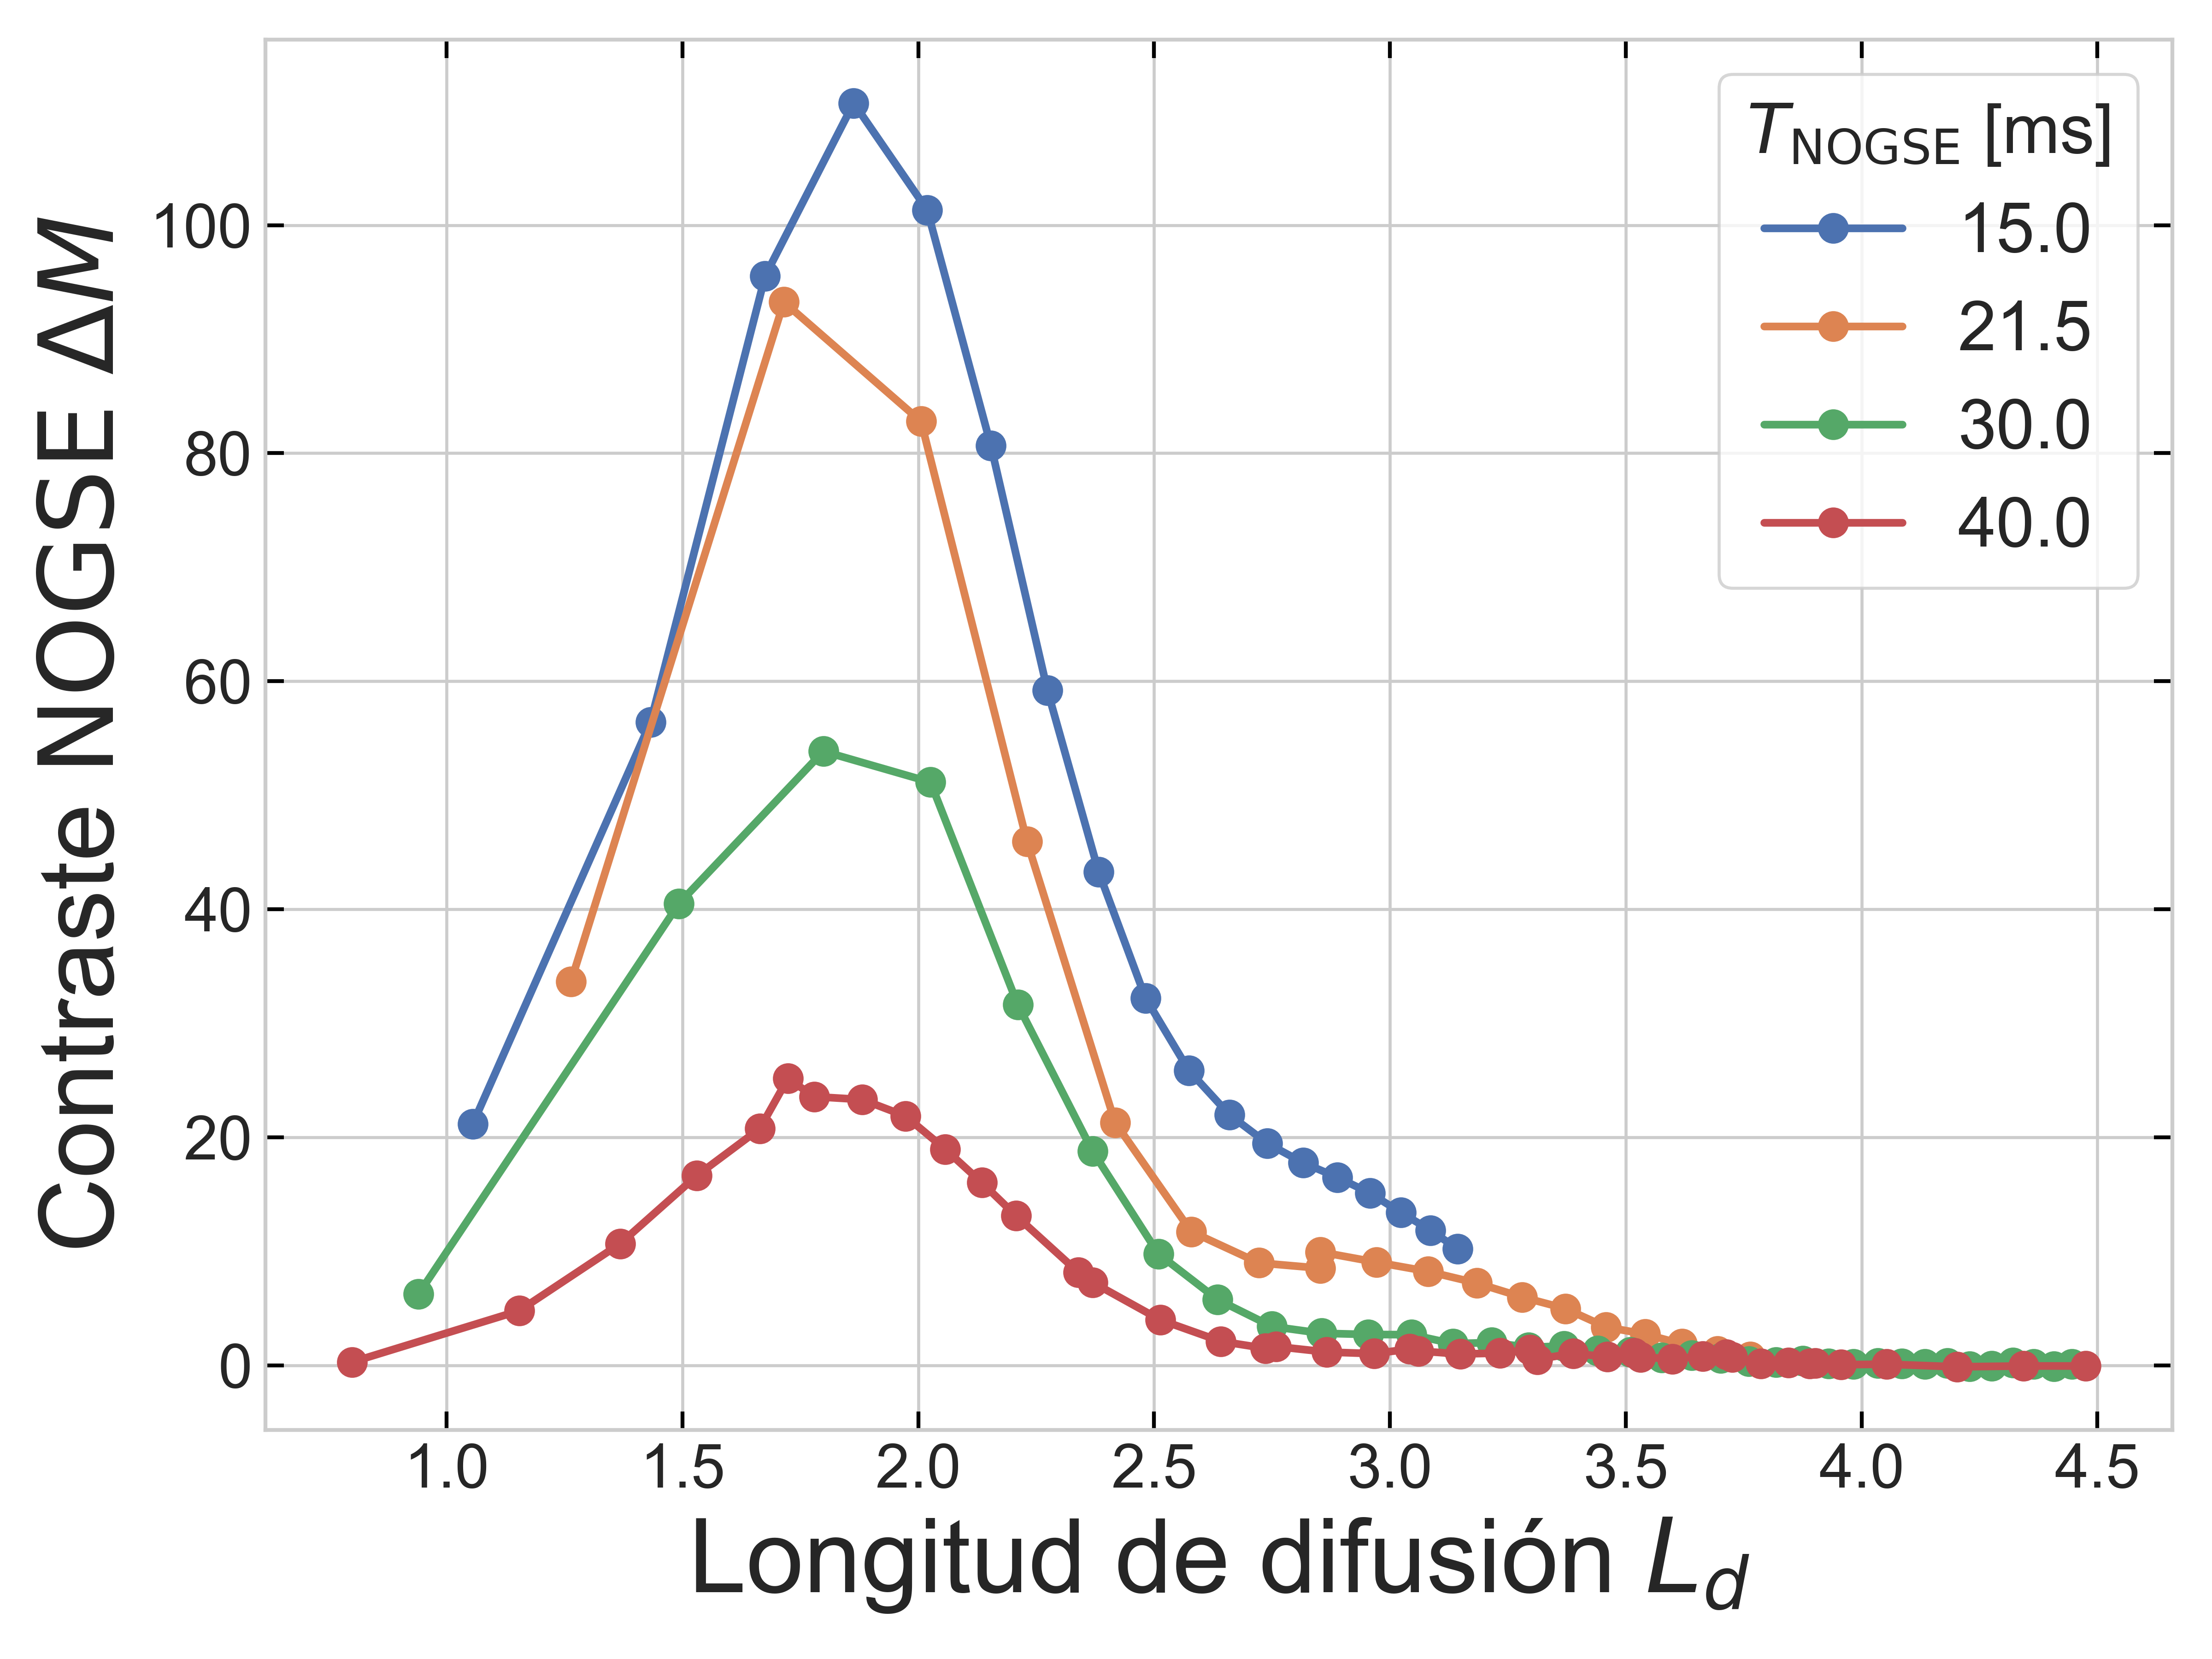 Contraste NOGSE ΔM
100
80
60
40
20
0
1.0 1.5 2.0 2.5 3.0 3.5 4.0 4.5
Longitud de difusión L_d
T_NOGSE [ms]
15.0
21.5
30.0
40.0